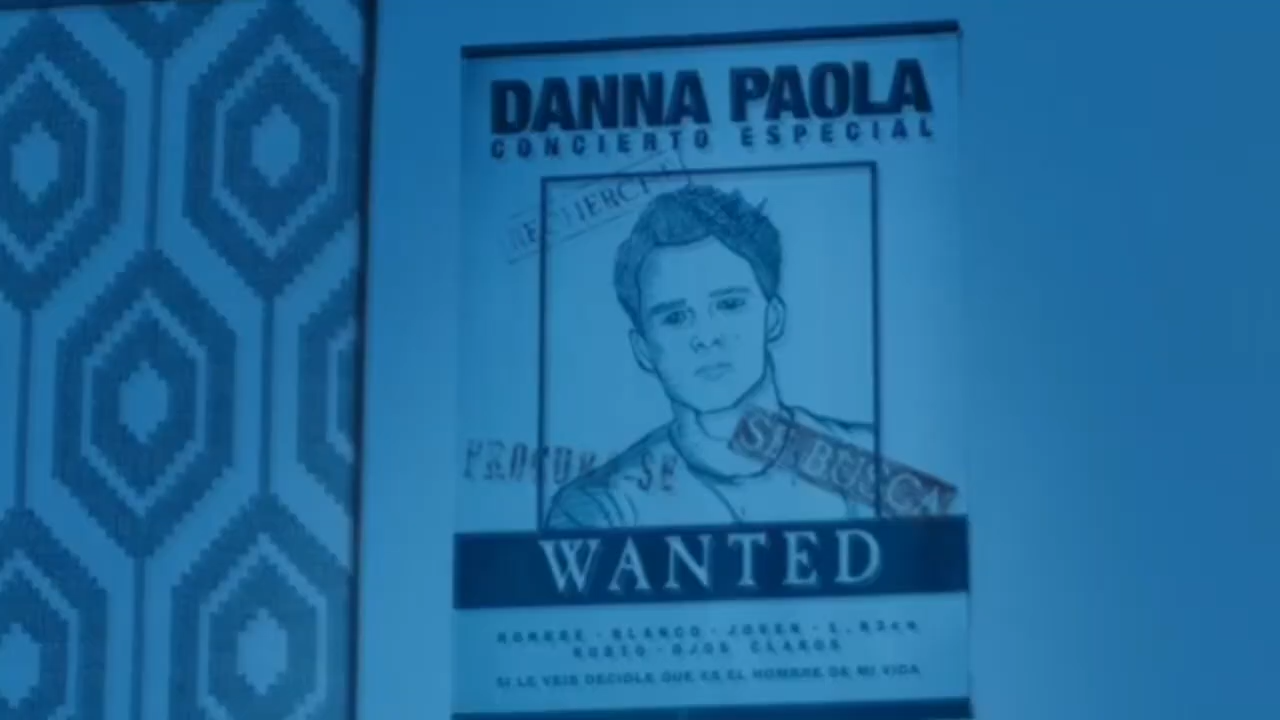 DANNA PAOLA
CONCIERTO ESPECIAL
RECHERCHÉ
PROCURA-SE
SE BUSCA
WANTED
HOMBRE · BLANCO · JOVEN · 1,83cm
RUBIO · OJOS CLAROS
SI LE VEIS DECIDLE QUE ES EL HOMBRE DE MI VIDA